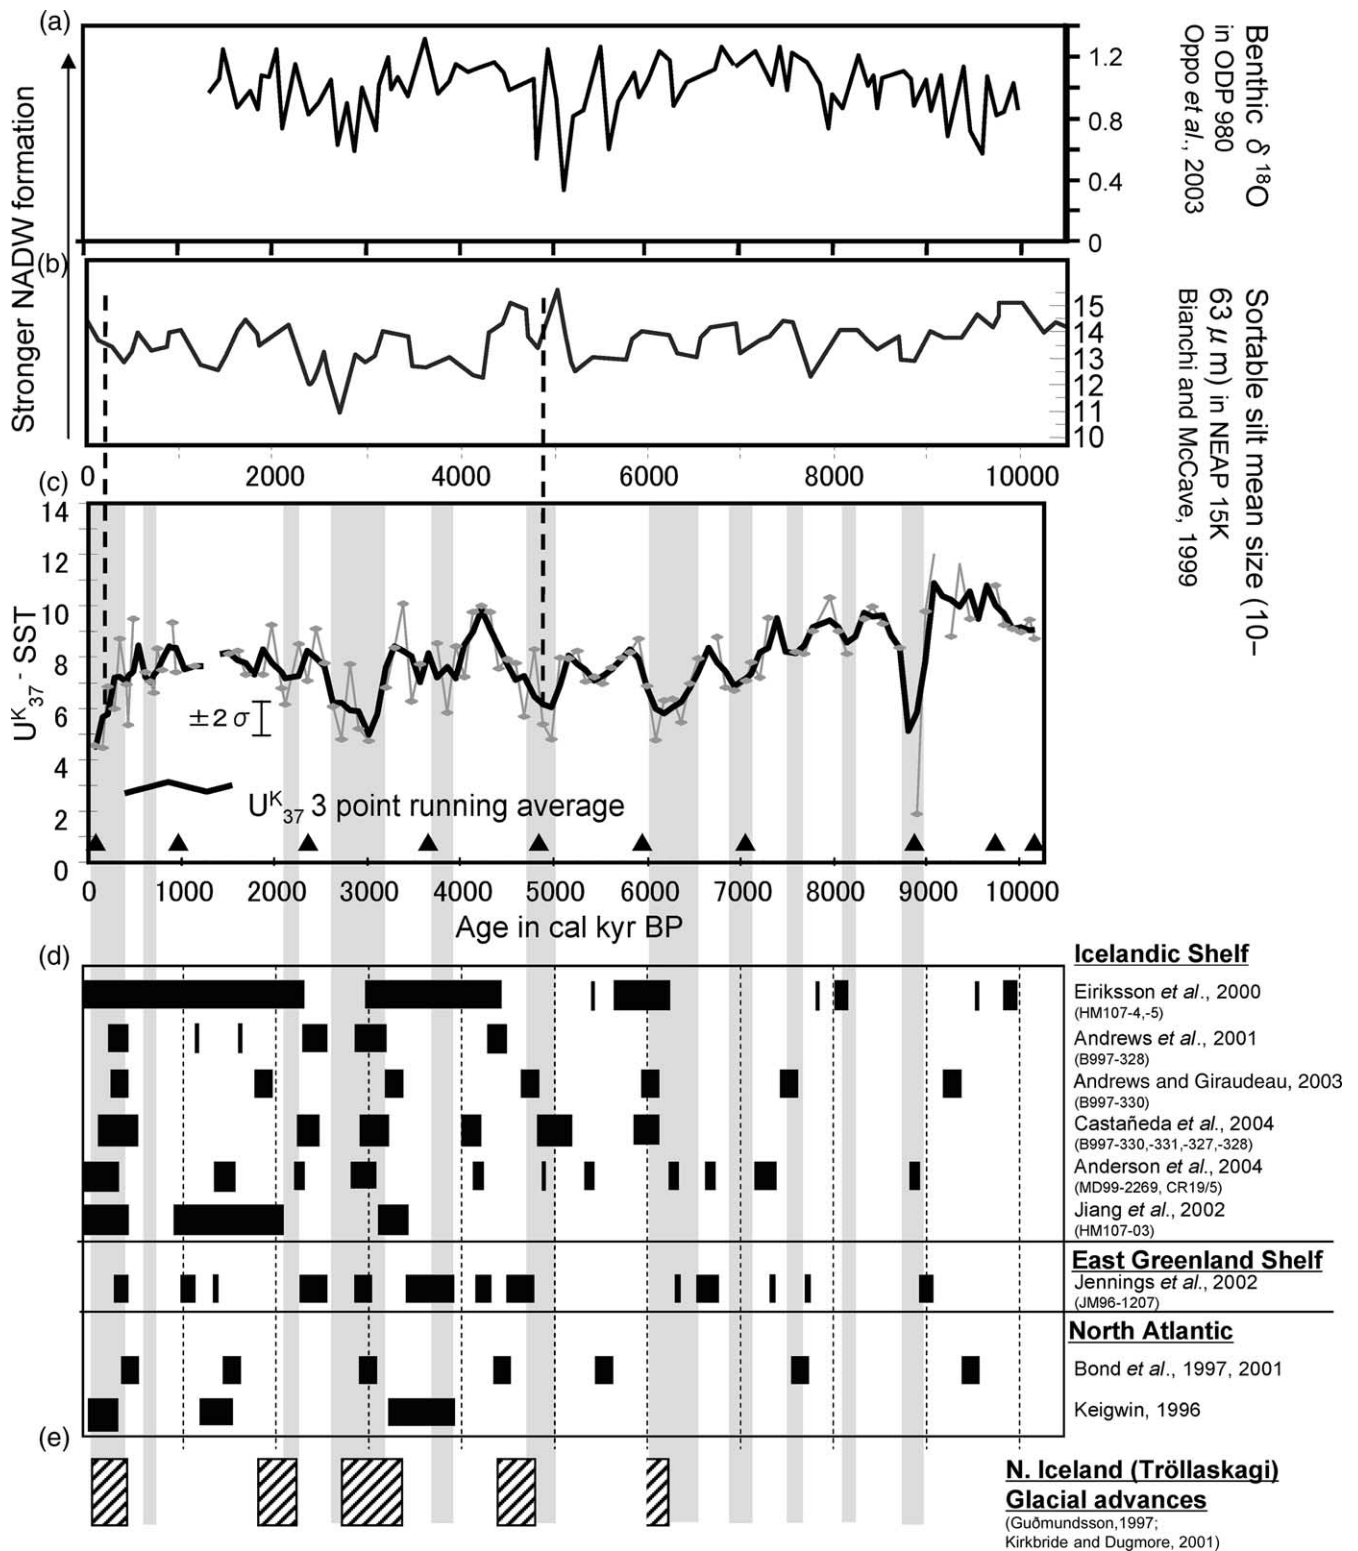 (a)
1.2
0.8
0.4
0
Benthic δ¹⁸O
in ODP 980
Oppo et al., 2003
Stronger NADW formation
(b)
15
14
13
12
11
10
Sortable silt mean size (10–
63 μm) in NEAP 15K
Bianchi and McCave, 1999
0 2000 4000 6000 8000 10000
(c)
14
12
10
8
6
4
2
0
Uᴷ₃₇ - SST
±2σ
Uᴷ₃₇ 3 point running average
0 1000 2000 3000 4000 5000 6000 7000 8000 9000 10000
Age in cal kyr BP
(d)
Icelandic Shelf
Eiriksson et al., 2000
(HM107-4,-5)
Andrews et al., 2001
(B997-328)
Andrews and Giraudeau, 2003
(B997-330)
Castañeda et al., 2004
(B997-330,-331,-327,-328)
Anderson et al., 2004
(MD99-2269, CR19/5)
Jiang et al., 2002
(HM107-03)
East Greenland Shelf
Jennings et al., 2002
(JM96-1207)
North Atlantic
Bond et al., 1997, 2001
Keigwin, 1996
(e)
N. Iceland (Tröllaskagi)
Glacial advances
(Guðmundsson,1997;
Kirkbride and Dugmore, 2001)